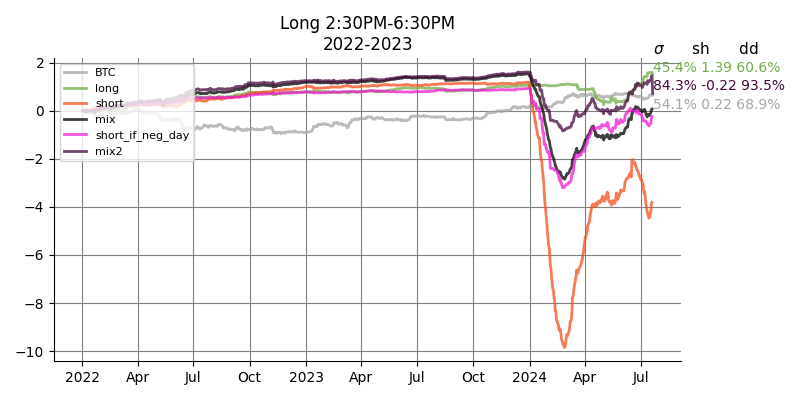 Long 2:30PM-6:30PM
2022-2023
σ sh dd
45.4% 1.39 60.6%
84.3% -0.22 93.5%
54.1% 0.22 68.9%
BTC
long
short
mix
short_if_neg_day
mix2
2
0
−2
−4
−6
−8
−10
2022 Apr Jul Oct 2023 Apr Jul Oct 2024 Apr Jul